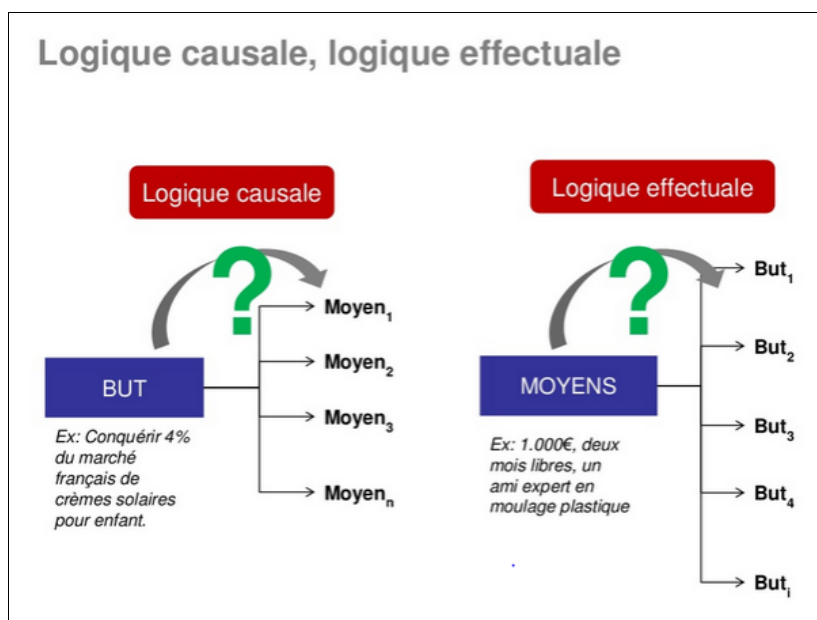 Logique causale, logique effectuale
Logique causale
?
Moyen₁
Moyen₂
Moyen₃
Moyenₙ
BUT
Ex: Conquérir 4%
du marché
français de
crèmes solaires
pour enfant.
Logique effectuale
?
But₁
But₂
But₃
But₄
Butᵢ
MOYENS
Ex: 1.000€, deux
mois libres, un
ami expert en
moulage plastique